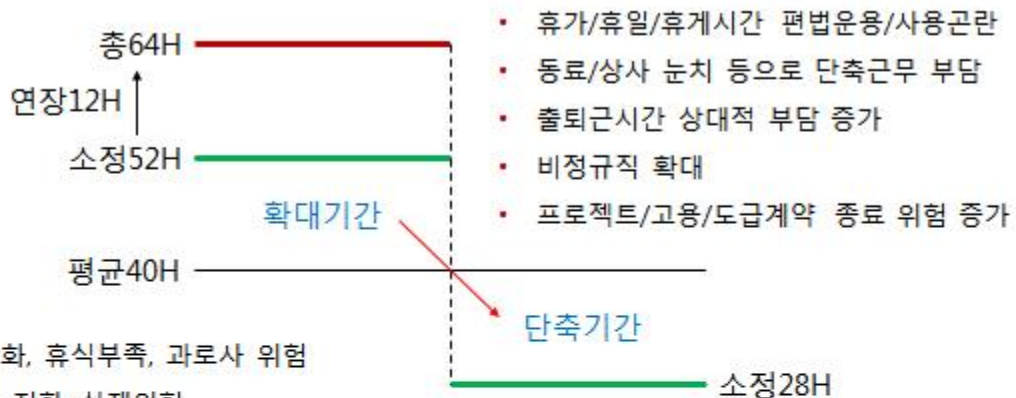 총64H
연장12H
소정52H
확대기간
평균40H
단축기간
소정28H
• 휴가/휴일/휴게시간 편법운용/사용곤란
• 동료/상사 눈치 등으로 단축근무 부담
• 출퇴근시간 상대적 부담 증가
• 비정규직 확대
• 프로젝트/고용/도급계약 종료 위험 증가
화, 휴식부족, 과로사 위험